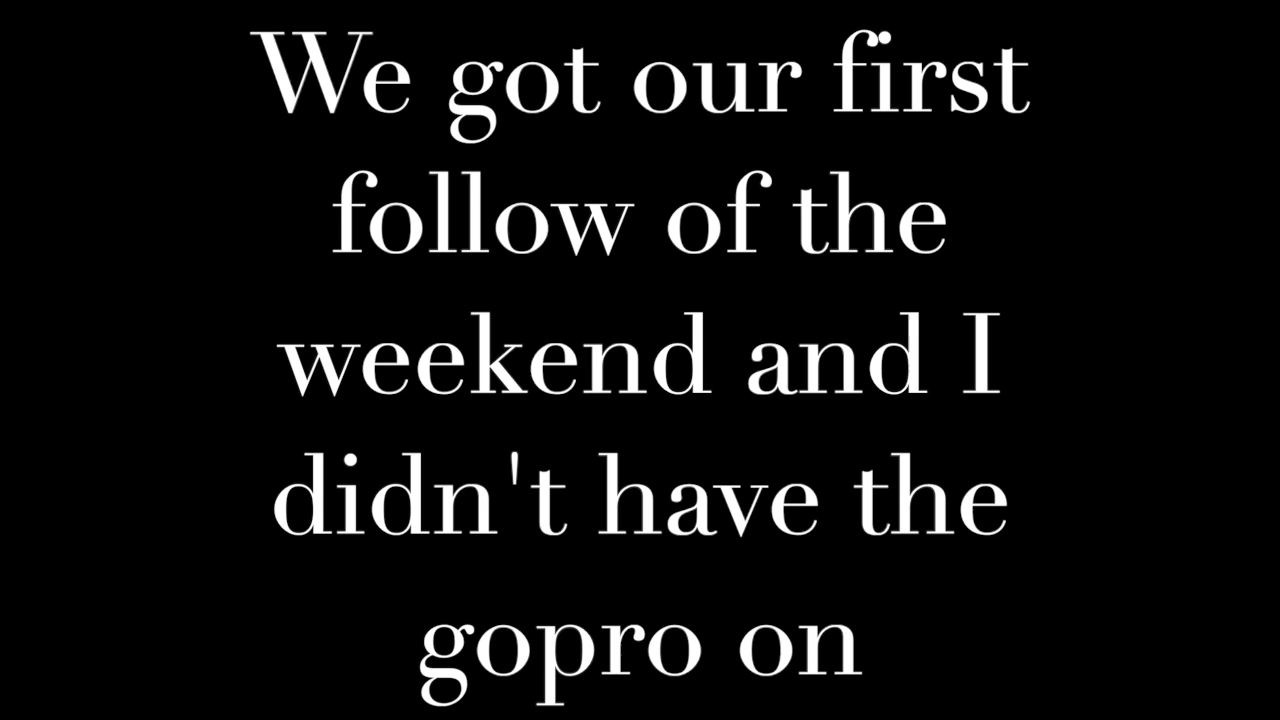 We got our first
follow of the
weekend and I
didn't have the
gopro on